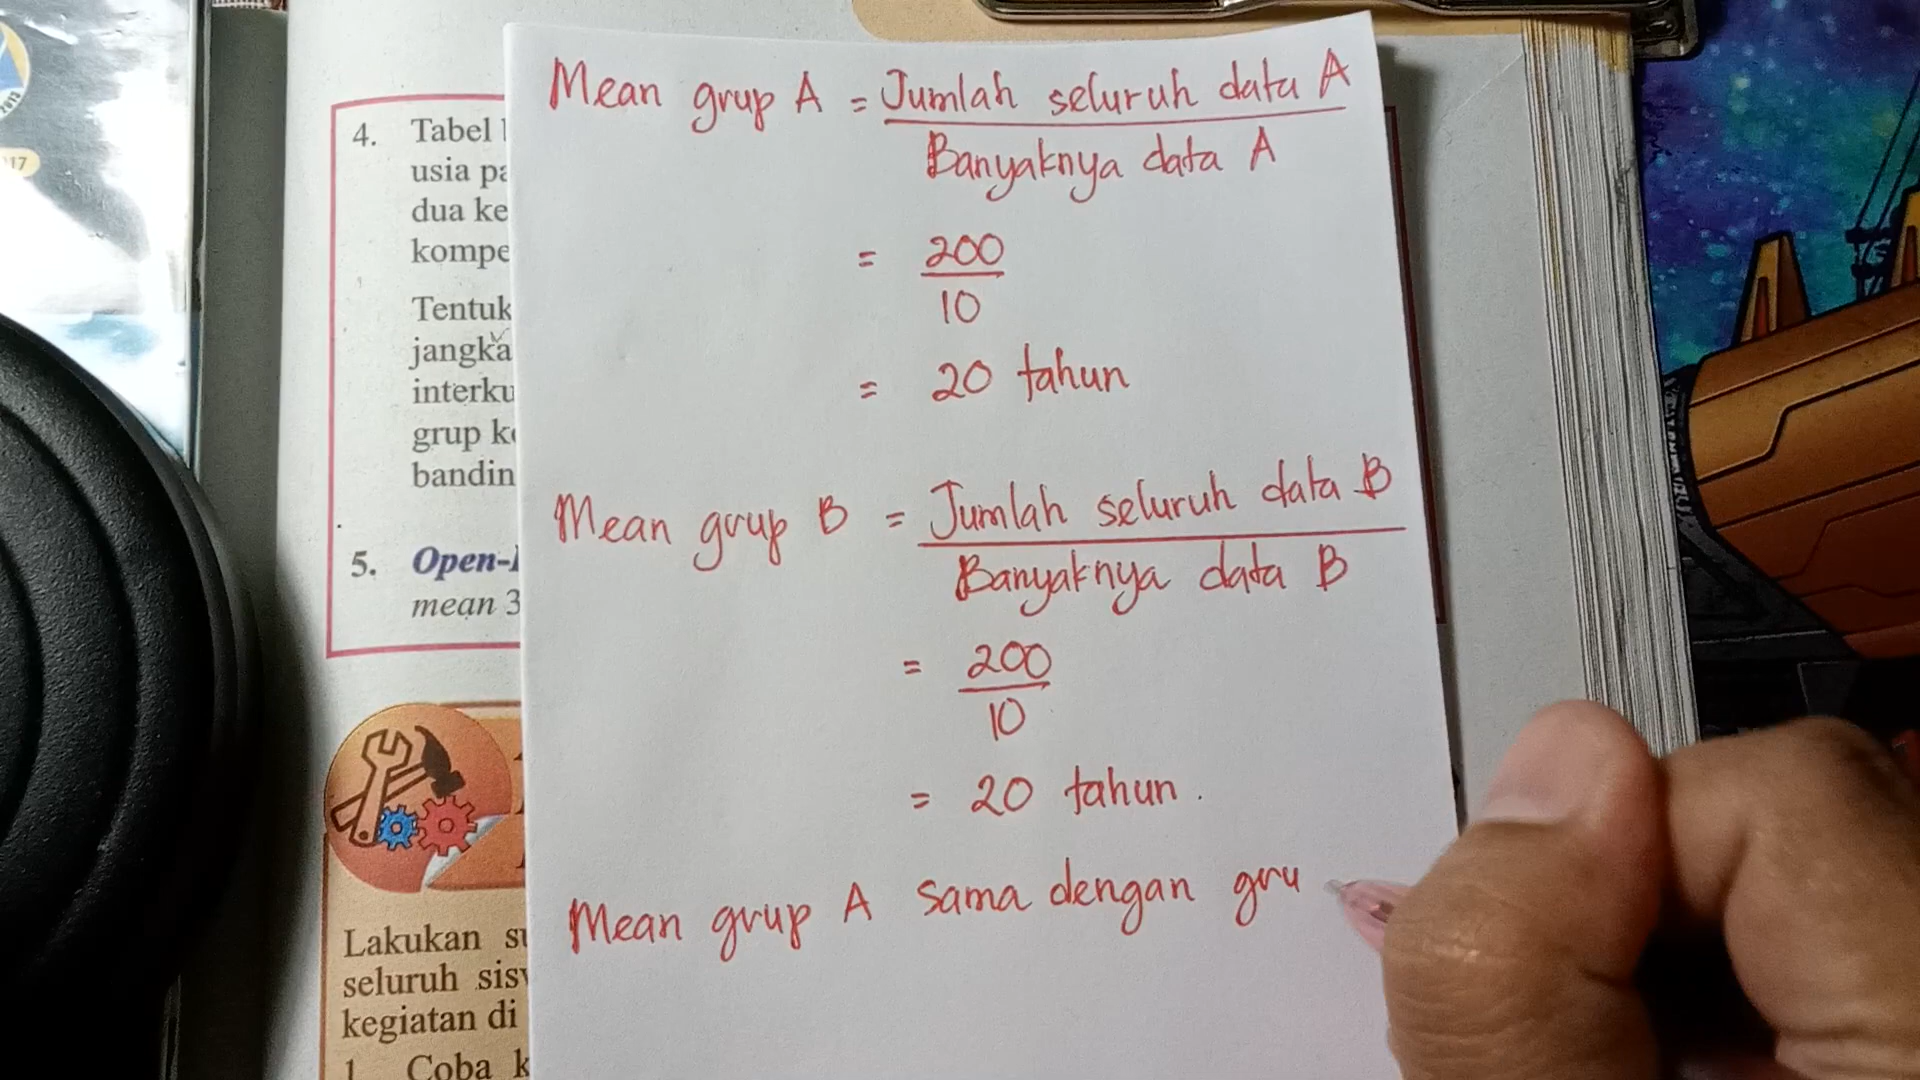 Mean grup A = Jumlah seluruh data A
Banyaknya data A
= 200
10
= 20 tahun
Mean grup B = Jumlah seluruh data B
Banyaknya data B
= 200
10
= 20 tahun.
Mean grup A sama dengan gru
4. Tabel
usia
dua ke
kompe
Tentuk
jangka
interku
grup
bandin
5. Open-
mean 3
Lakukan
seluruh sis
kegiatan di
1. Coba k
17
2013